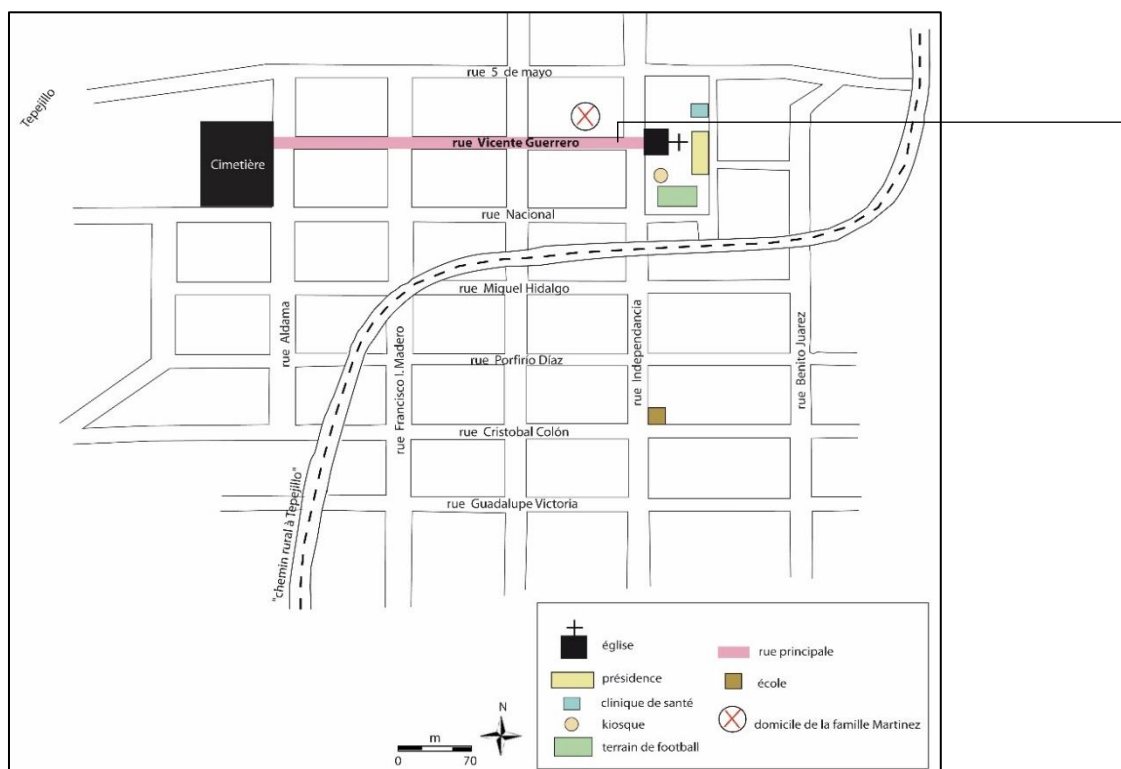 rue 5 de mayo
Tepejillo
rue Vicente Guerrero
Cimetière
rue Nacional
rue Miguel Hidalgo
rue Aldama
rue Francisco I. Madero
rue Independancia
rue Benito Juarez
rue Porfirio Díaz
rue Cristobal Colón
"chemin rural à Tepejillo"
rue Guadalupe Victoria
église
rue principale
présidence
école
clinique de santé
kiosque
domicile de la famille Martinez
terrain de football
N
m
0 70